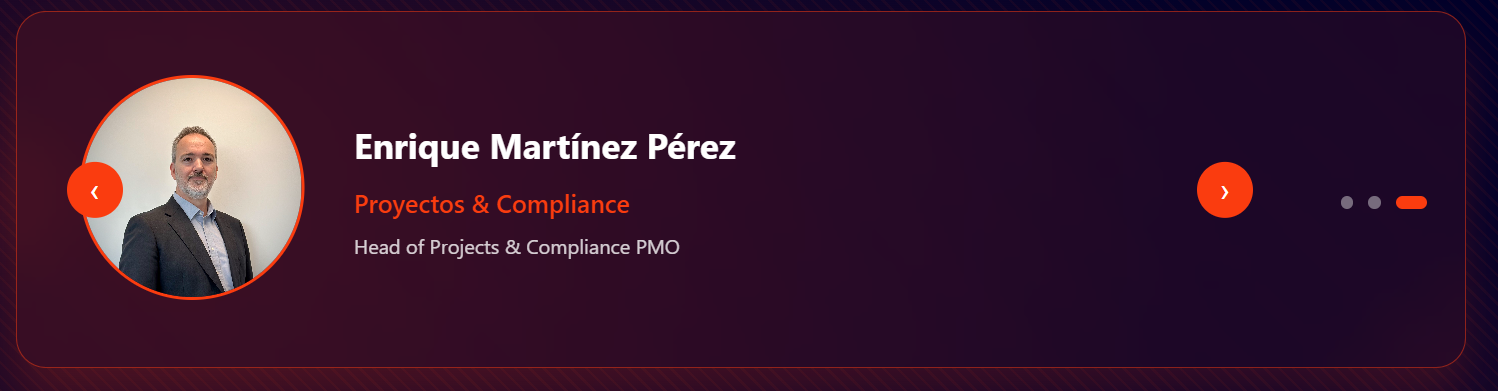 Enrique Martínez Pérez
Proyectos & Compliance
Head of Projects & Compliance PMO